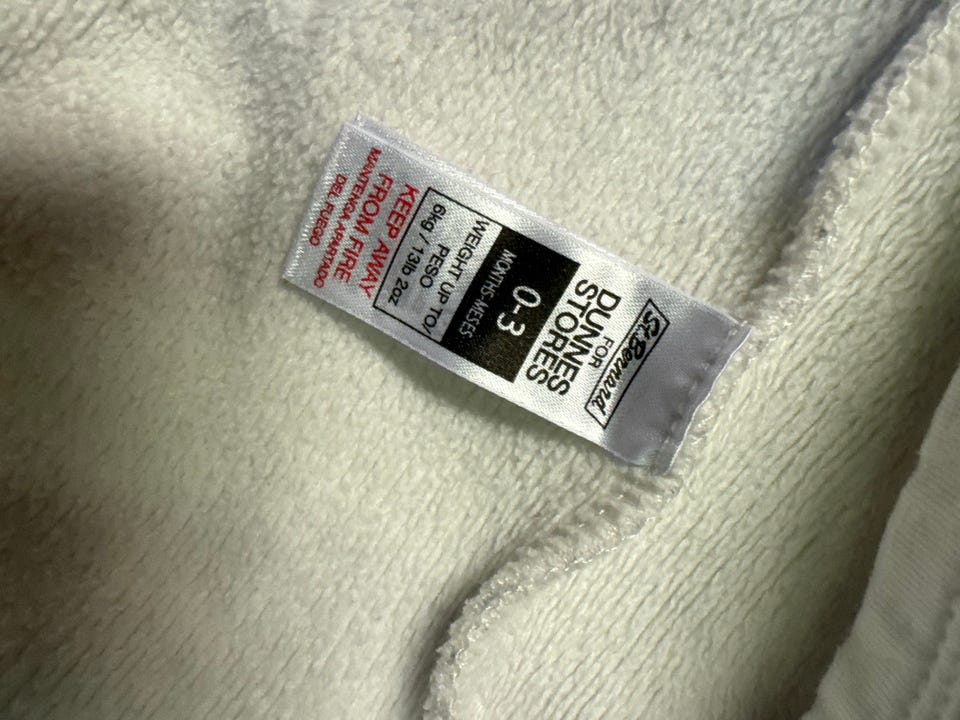 St Bernard
FOR
DUNNES
STORES
0-3
MONTHS-MESES
WEIGHT UP TO/
PESO
6kg / 13lb 2oz
KEEP AWAY
FROM FIRE
MANTENGA APARTADO
DEL FUEGO